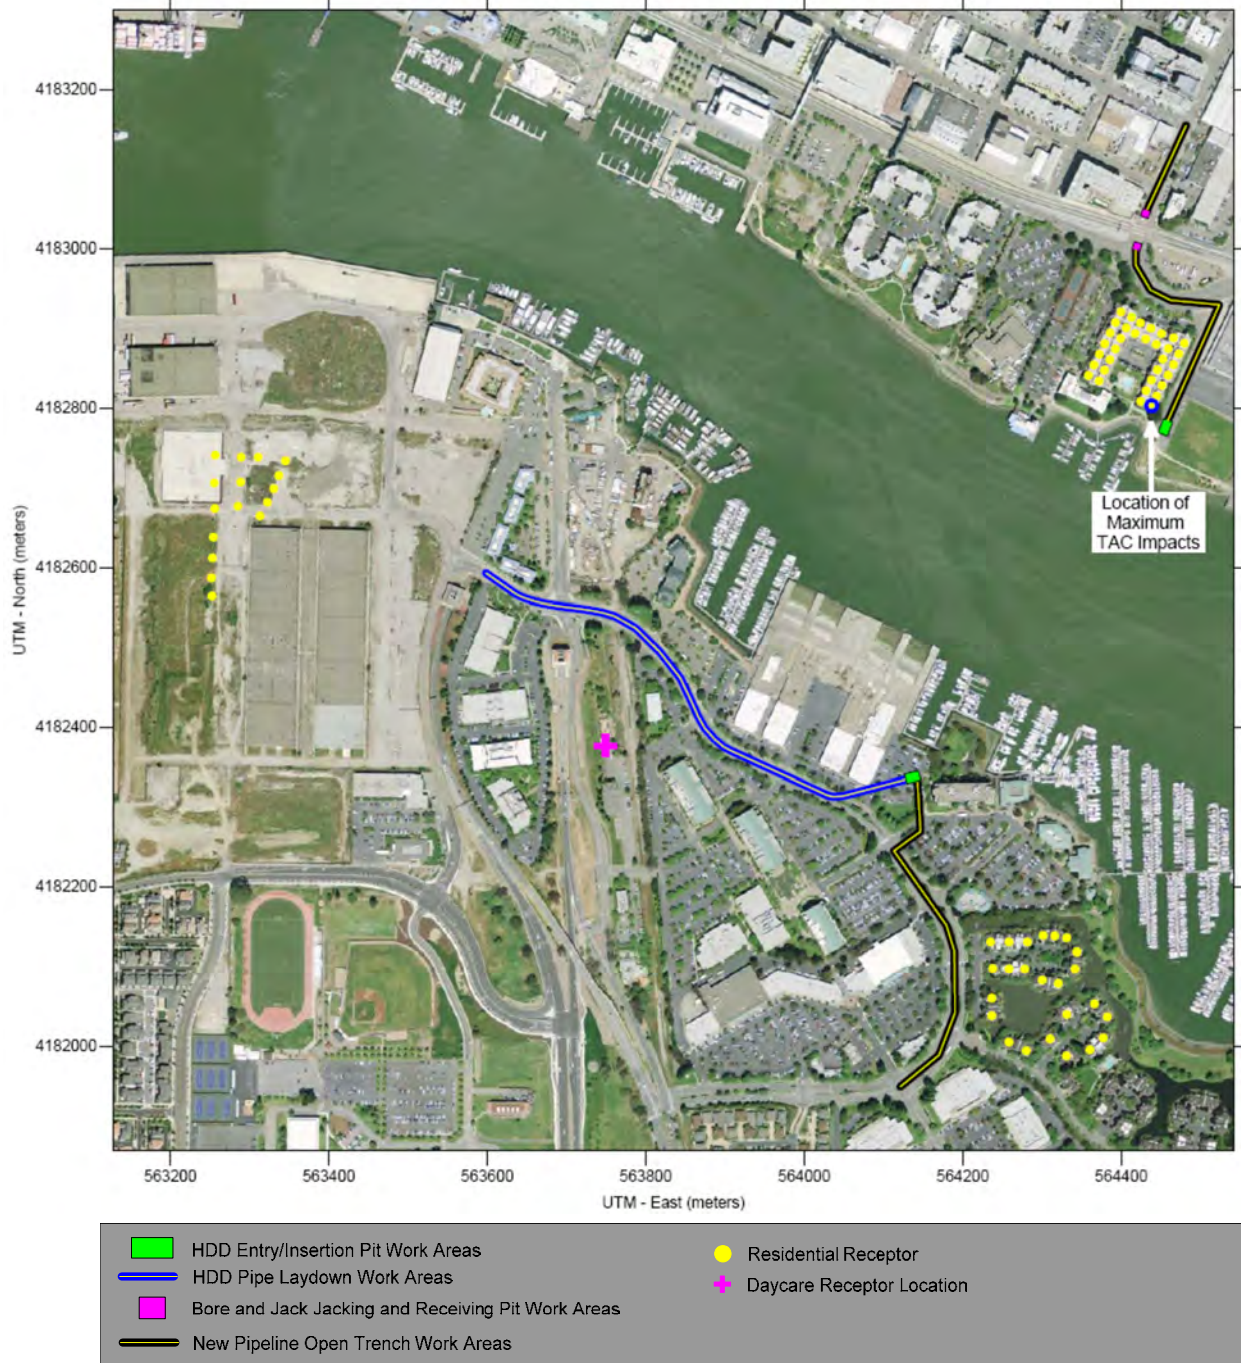 4183200
4183000
4182800
4182600
4182400
4182200
4182000
UTM - North (meters)
Location of
Maximum
TAC Impacts
563200
563400
563600
563800
564000
564200
564400
UTM - East (meters)
HDD Entry/Insertion Pit Work Areas
HDD Pipe Laydown Work Areas
Bore and Jack Jacking and Receiving Pit Work Areas
New Pipeline Open Trench Work Areas
Residential Receptor
Daycare Receptor Location